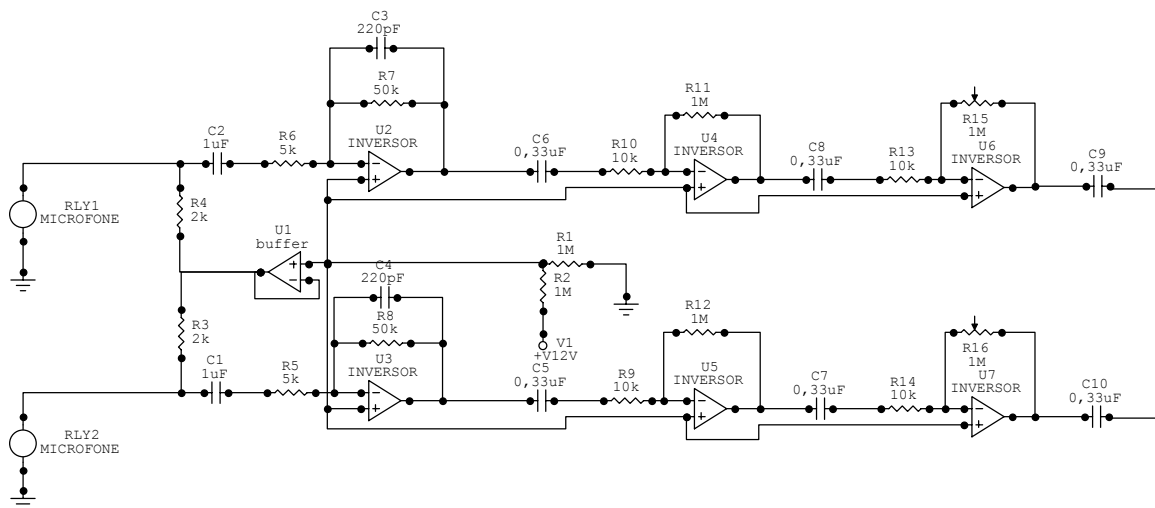 C3
220pF
R7
50k
C2
1uF
R6
5k
U2
INVERSOR
C6
0,33uF
R10
10k
R11
1M
U4
INVERSOR
C8
0,33uF
R13
10k
R15
1M
U6
INVERSOR
C9
0,33uF
RLY1
MICROFONE
R4
2k
U1
buffer
R1
1M
R2
1M
V1
+V12V
R3
2k
C4
220pF
R8
50k
C1
1uF
R5
5k
U3
INVERSOR
C5
0,33uF
R9
10k
R12
1M
U5
INVERSOR
C7
0,33uF
R14
10k
R16
1M
U7
INVERSOR
C10
0,33uF
RLY2
MICROFONE